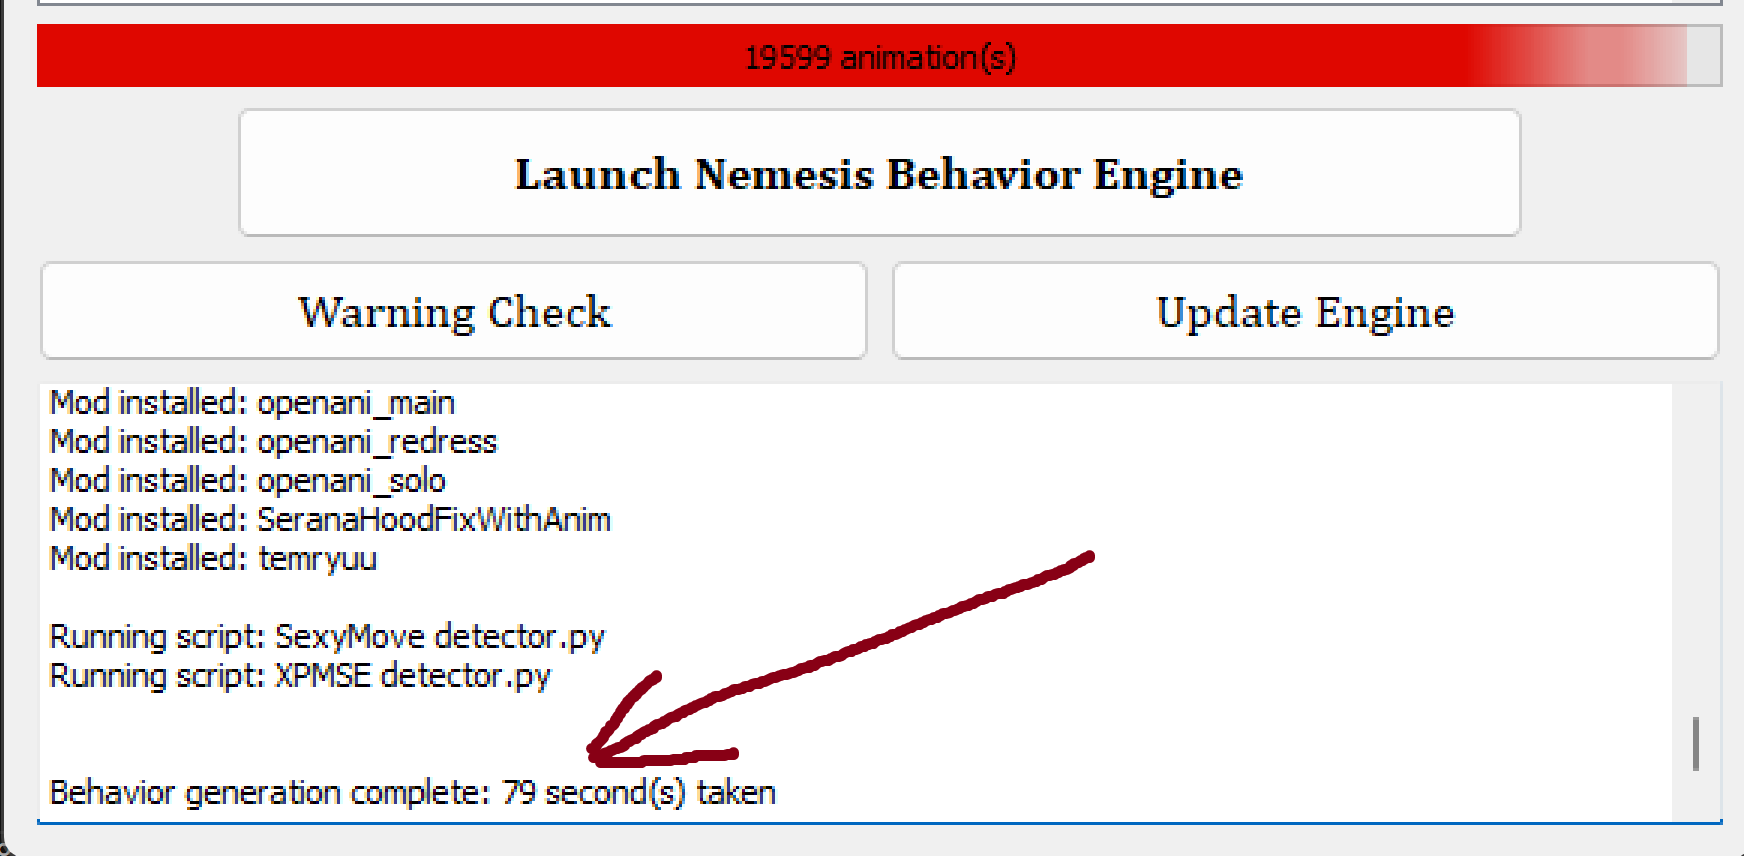 19599 animation(s)
Launch Nemesis Behavior Engine
Warning Check
Update Engine
Mod installed: openani_main
Mod installed: openani_redress
Mod installed: openani_solo
Mod installed: SeranaHoodFixWithAnim
Mod installed: temryuu
Running script: SexyMove detector.py
Running script: XPMSE detector.py
Behavior generation complete: 79 second(s) taken